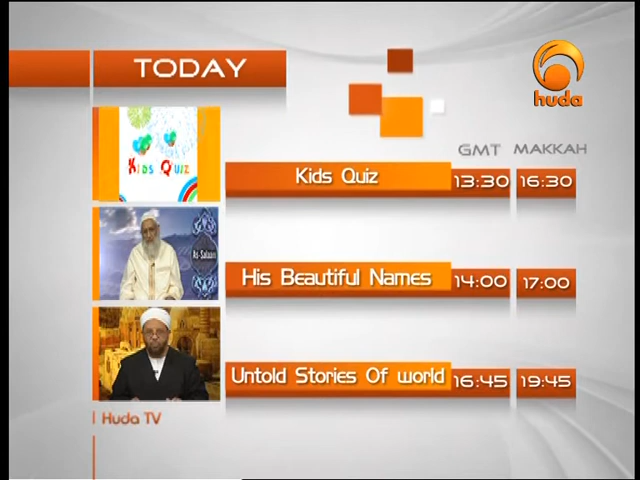 TODAY
huda
GMT MAKKAH
Kids Quiz
Kids Quiz 13:30 16:30
As-Salaam
His Beautiful Names 14:00 17:00
Untold Stories Of world 16:45 19:45
Huda TV